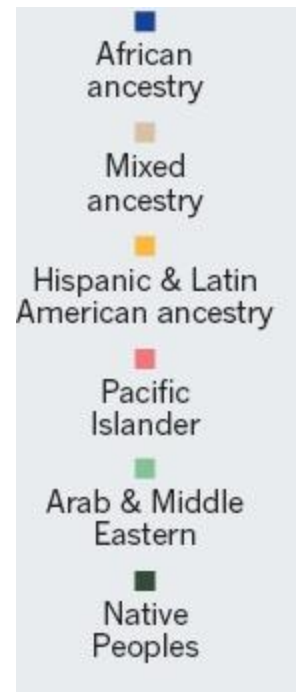 African
ancestry
Mixed
ancestry
Hispanic & Latin
American ancestry
Pacific
Islander
Arab & Middle
Eastern
Native
Peoples